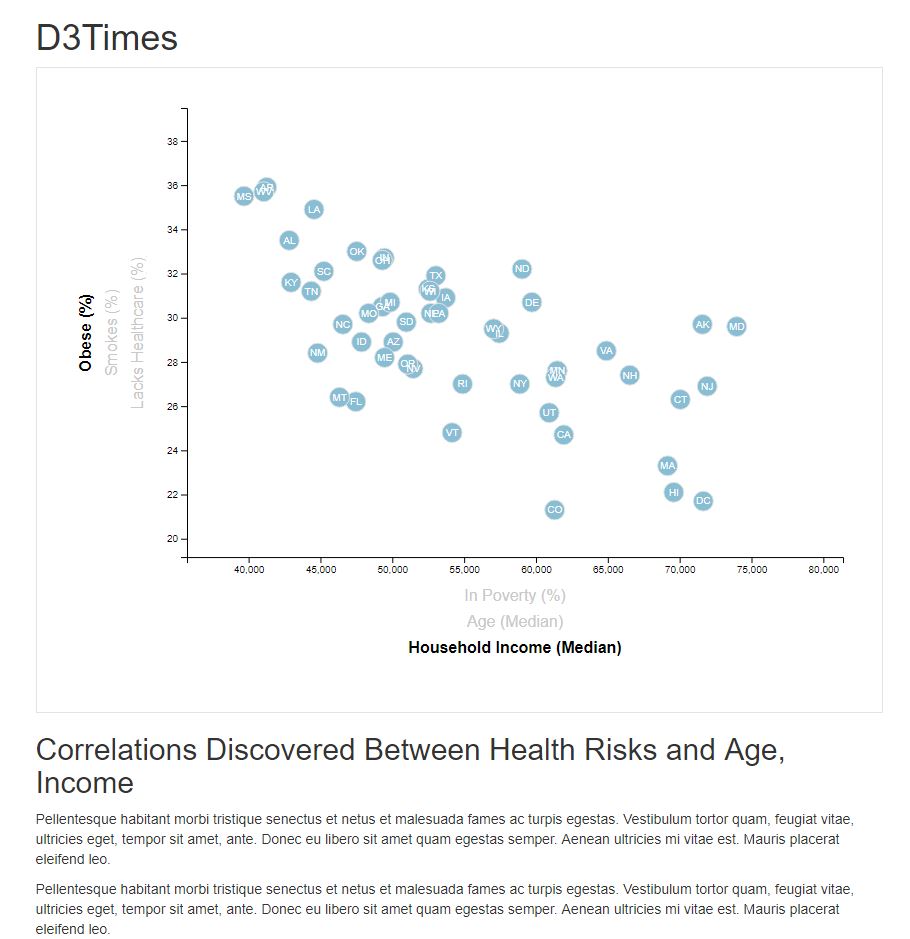 D3Times
38
36
34
32
30
28
26
24
22
20
Obese (%)
Smokes (%)
Lacks Healthcare (%)
MS
WV
AR
LA
AL
OK
IN
OH
SC
KY
TN
TX
KS
WI
IA
ND
DE
MI
GA
MO
NC
SD
NE
PA
WY
IL
AK
MD
ID
AZ
NM
ME
OR
NV
VA
RI
NY
MN
WA
NH
NJ
CT
MT
FL
UT
VT
CA
MA
HI
DC
CO
40,000 45,000 50,000 55,000 60,000 65,000 70,000 75,000 80,000
In Poverty (%)
Age (Median)
Household Income (Median)
Correlations Discovered Between Health Risks and Age,
Income
Pellentesque habitant morbi tristique senectus et netus et malesuada fames ac turpis egestas. Vestibulum tortor quam, feugiat vitae,
ultricies eget, tempor sit amet, ante. Donec eu libero sit amet quam egestas semper. Aenean ultricies mi vitae est. Mauris placerat
eleifend leo.
Pellentesque habitant morbi tristique senectus et netus et malesuada fames ac turpis egestas. Vestibulum tortor quam, feugiat vitae,
ultricies eget, tempor sit amet, ante. Donec eu libero sit amet quam egestas semper. Aenean ultricies mi vitae est. Mauris placerat
eleifend leo.